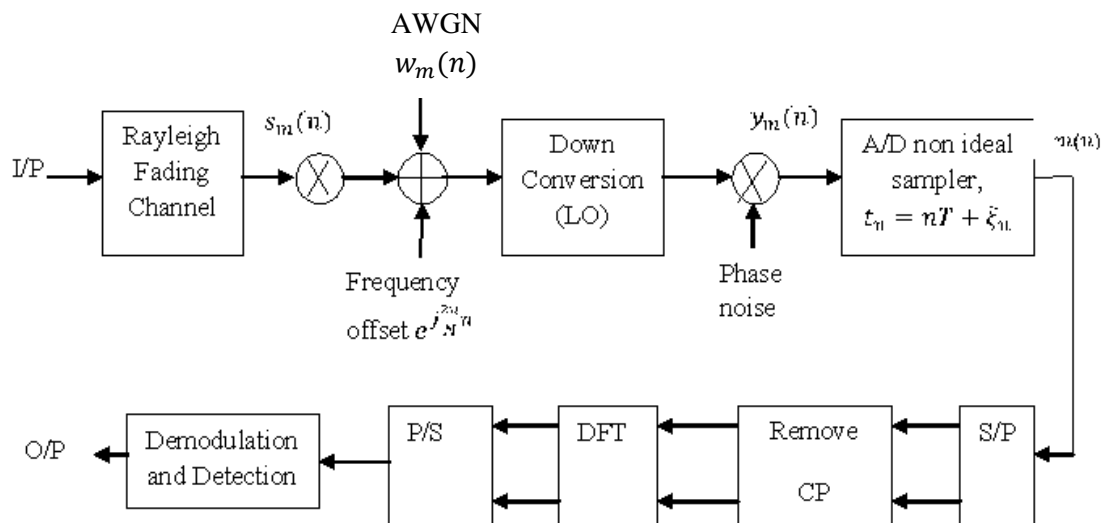 AWGN
w_m(n)
s_m(n)
y_m(n)
I/P
Rayleigh
Fading
Channel
Down
Conversion
(LO)
A/D non ideal
sampler,
t_n = nT + ξ_n
Frequency
offset
Phase
noise
O/P
Demodulation
and Detection
P/S
DFT
Remove
CP
S/P